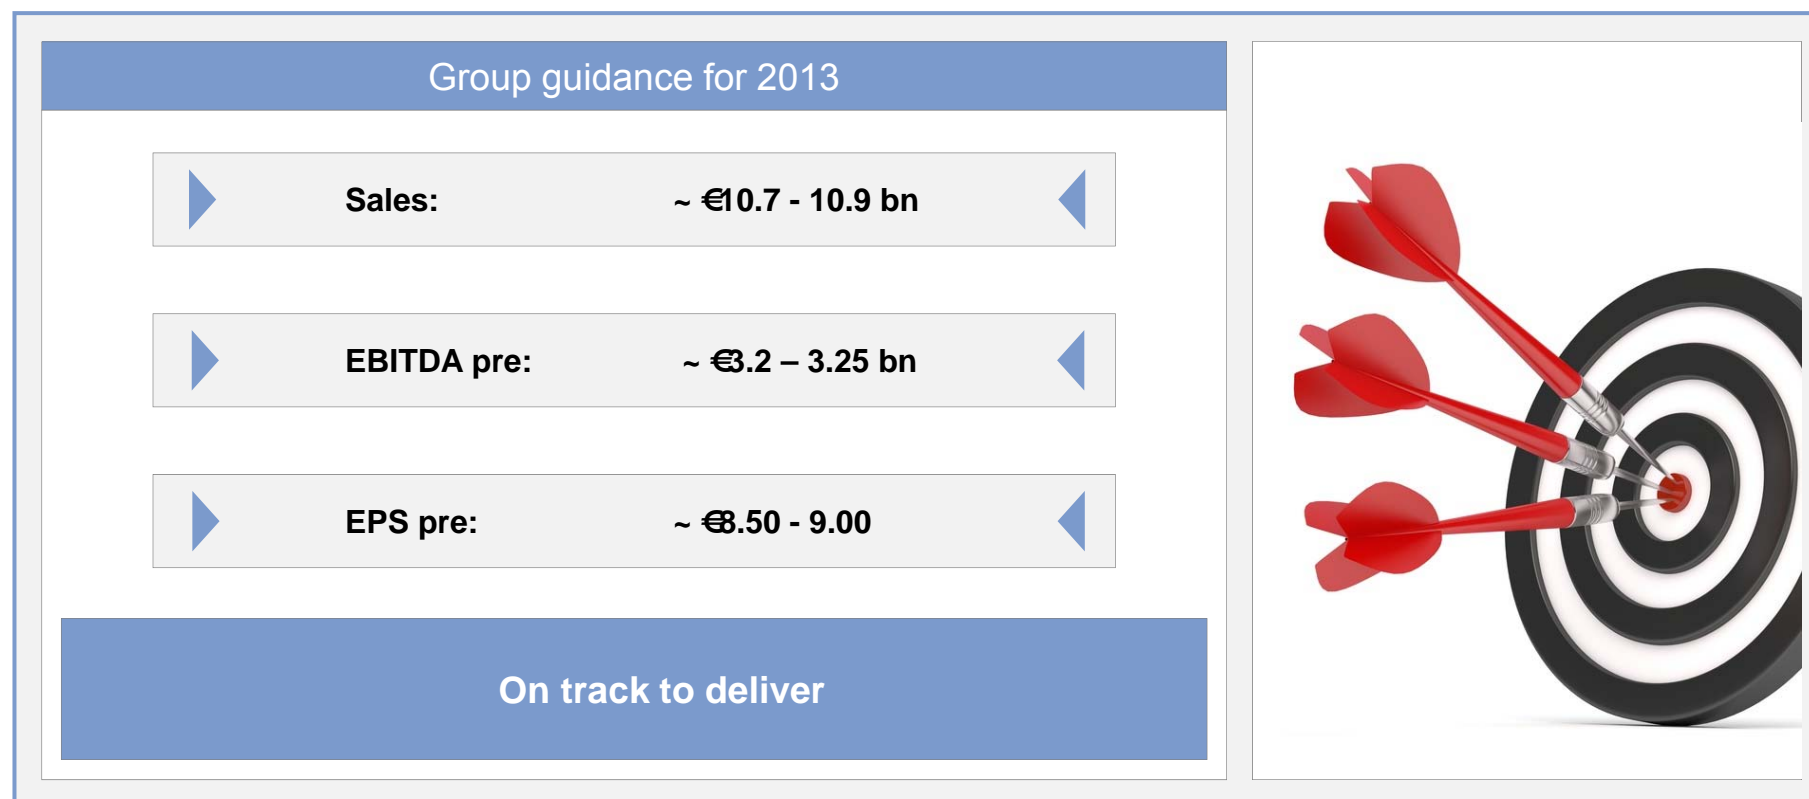 Group guidance for 2013
Sales: ~ €10.7 - 10.9 bn
EBITDA pre: ~ €3.2 – 3.25 bn
EPS pre: ~ €8.50 - 9.00
On track to deliver